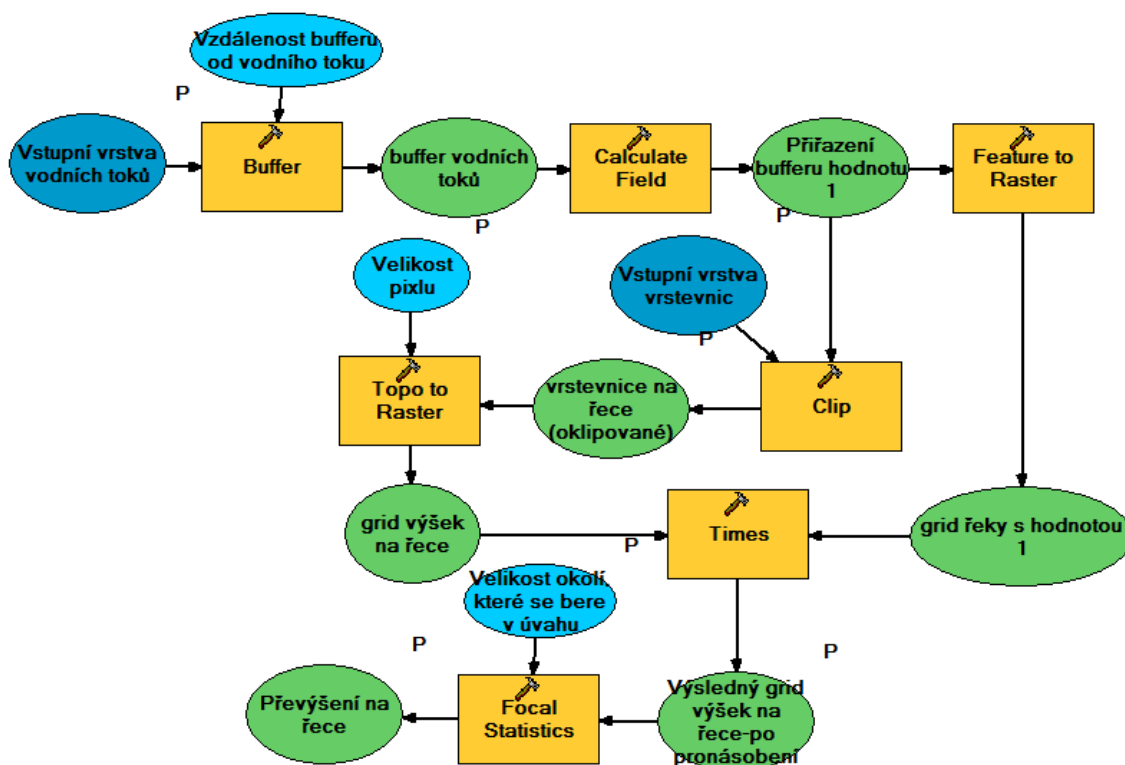 Vzdálenost bufferu
od vodního toku
P
Vstupní vrstva
vodních toků
Buffer
buffer vodních
toků
P
Calculate
Field
Přiřazení
bufferu hodnotu
1
P
Feature to
Raster
Velikost
pixlu
Vstupní vrstva
vrstevnic
P
Topo to
Raster
vrstevnice na
řece
(oklipované)
Clip
grid výšek
na řece
P
Times
grid řeky s hodnotou
1
Velikost okolí,
které se bere
v úvahu
P
P
Převýšení na
řece
Focal
Statistics
Výsledný grid
výšek na
řece-po
pronásobení